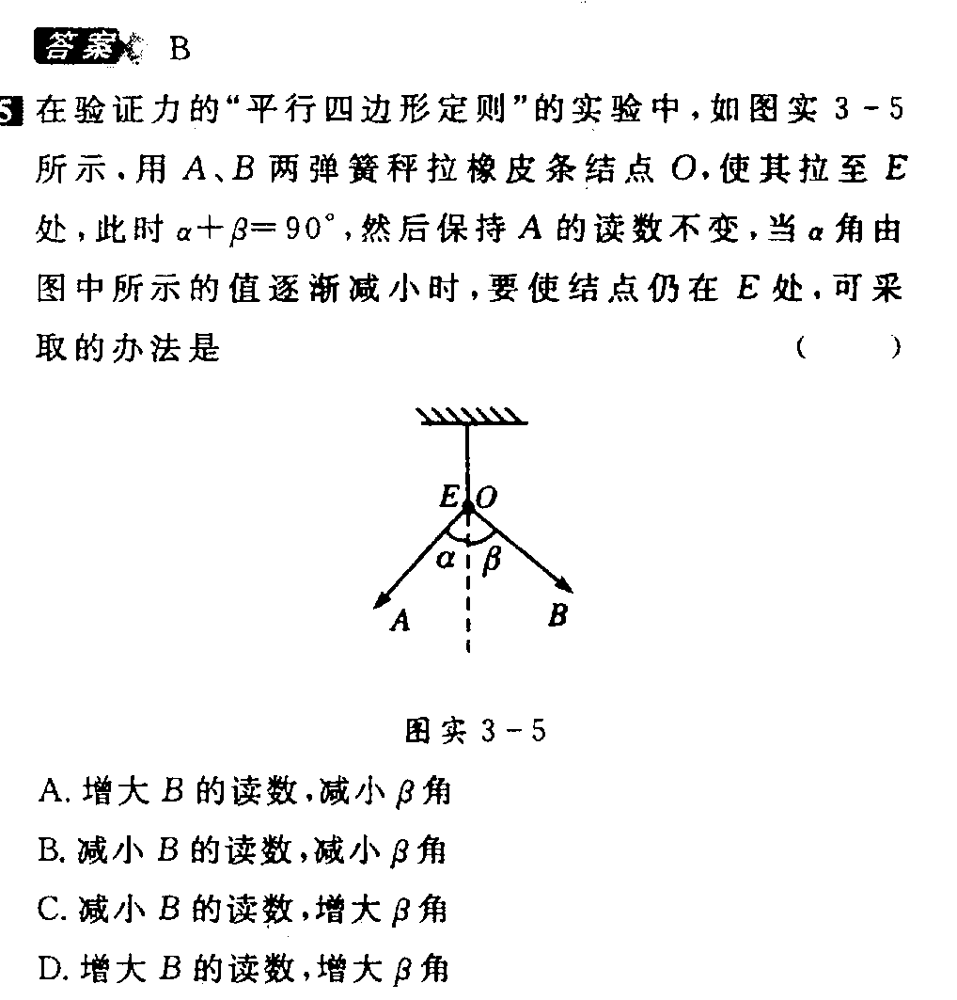 答案 B
5 在验证力的“平行四边形定则”的实验中,如图实 3-5
所示,用 A、B 两弹簧秤拉橡皮条结点 O,使其拉至 E
处,此时 α+β=90°,然后保持 A 的读数不变,当 α 角由
图中所示的值逐渐减小时,要使结点仍在 E 处,可采
取的办法是 ( )
E O
α β
A B
图实 3-5
A. 增大 B 的读数,减小 β 角
B. 减小 B 的读数,减小 β 角
C. 减小 B 的读数,增大 β 角
D. 增大 B 的读数,增大 β 角